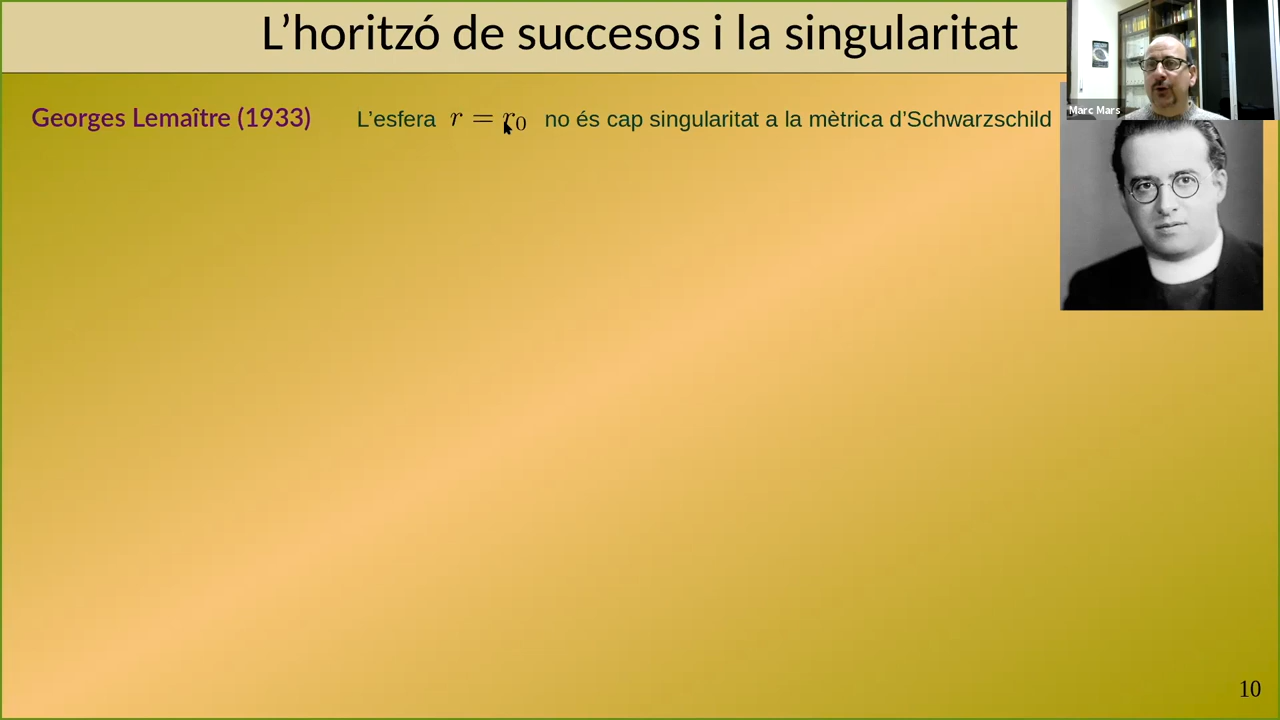 L’horitzó de succesos i la singularitat
Marc Mars
Georges Lemaître (1933) L’esfera r = r₀ no és cap singularitat a la mètrica d’Schwarzschild
10